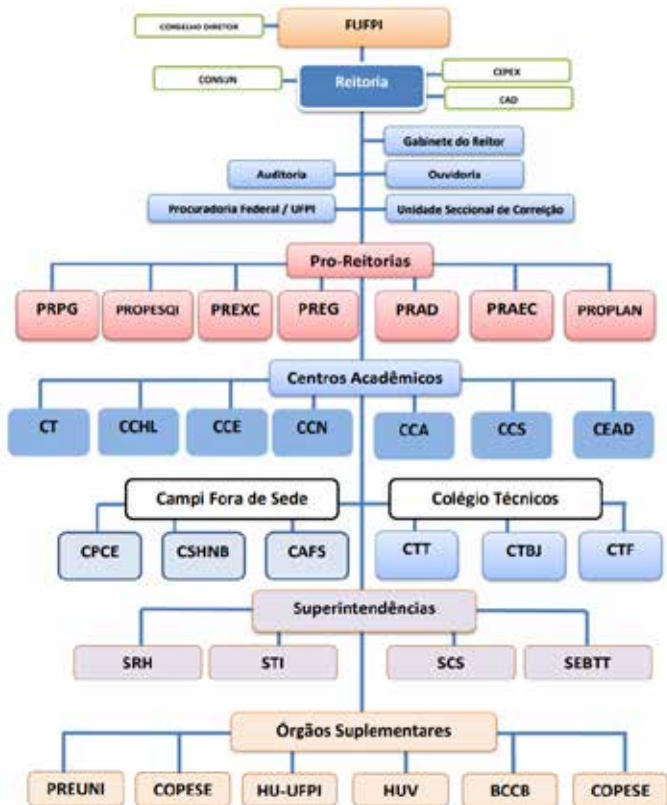 FUFPI
CONSELHO DIRETOR
CONSUN
Reitoria
CIPEX
CAD
Gabinete do Reitor
Auditoria
Ouvidoria
Procuradoria Federal / UFPI
Unidade Seccional de Correição
Pro-Reitorias
PRPG
PROPESQI
PREXC
PREG
PRAD
PRAEC
PROPLAN
Centros Acadêmicos
CT
CCHL
CCE
CCN
CCA
CCS
CEAD
Campi Fora de Sede
Colégio Técnicos
CPCE
CSHNB
CAFS
CTT
CTBJ
CTF
Superintendências
SRH
STI
SCS
SEBTT
Órgãos Suplementares
PREUNI
COPESE
HU-UFPI
HUV
BCCB
COPESE